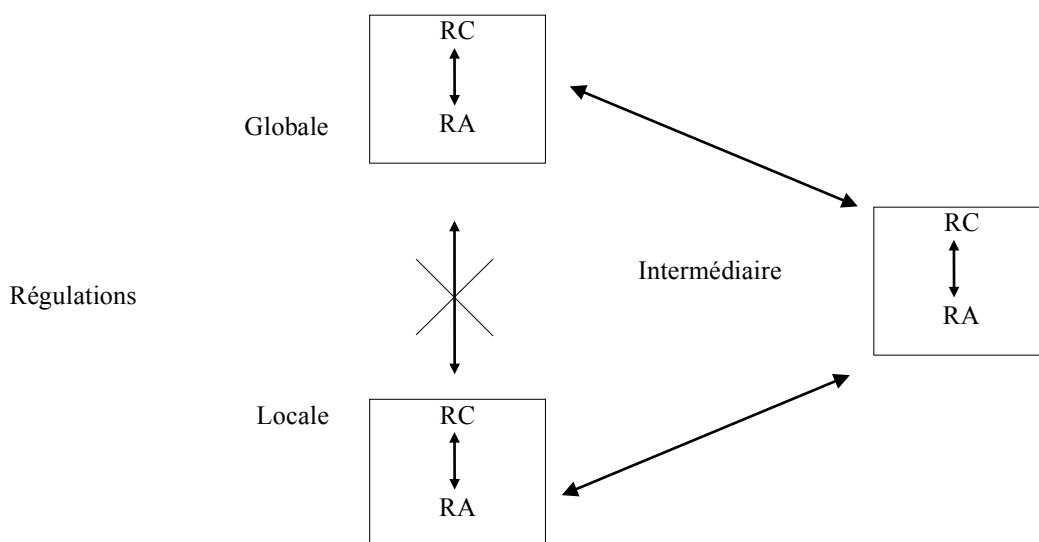 RC
Globale
RA
RC
Intermédiaire
Régulations
RA
Locale
RC
RA